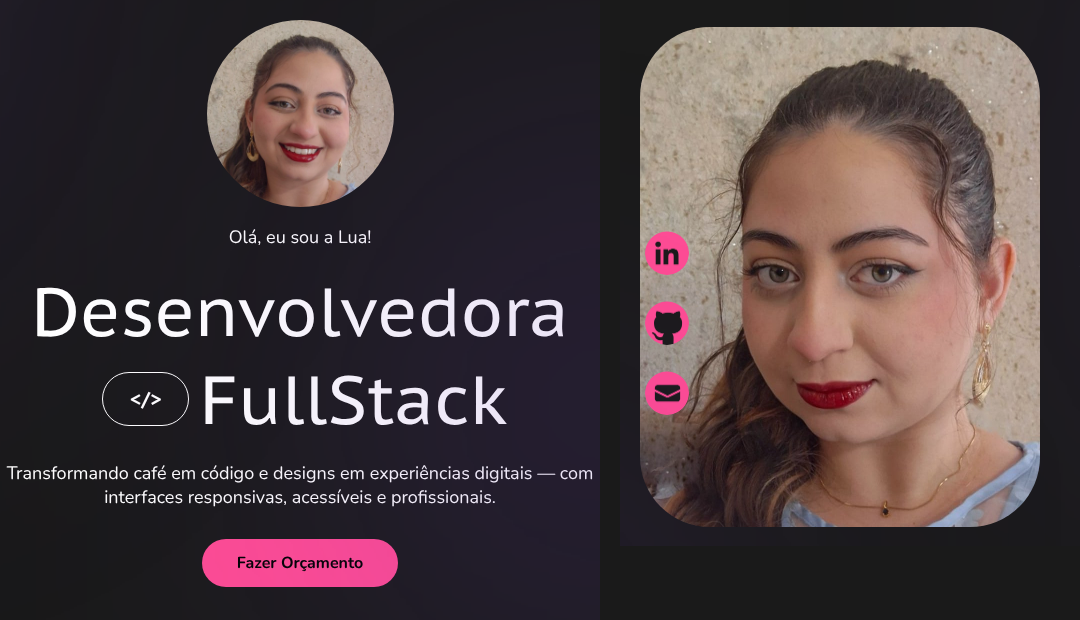 Olá, eu sou a Lua!
Desenvolvedora
</> FullStack
Transformando café em código e designs em experiências digitais — com
interfaces responsivas, acessíveis e profissionais.
Fazer Orçamento
in